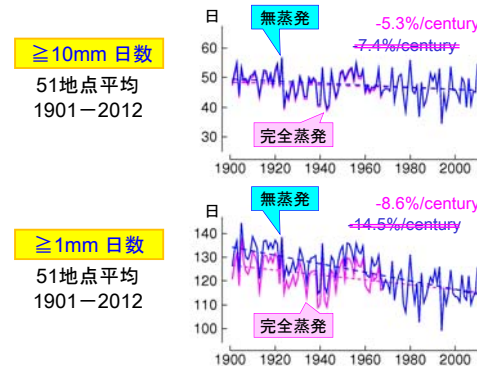 ≧10mm 日数
51地点平均
1901－2012
日
無蒸発
-5.3%/century
-7.4%/century
60
50
40
30
完全蒸発
1900 1920 1940 1960 1980 2000
≧1mm 日数
51地点平均
1901－2012
日
無蒸発
-8.6%/century
-14.5%/century
140
130
120
110
100
完全蒸発
1900 1920 1940 1960 1980 2000